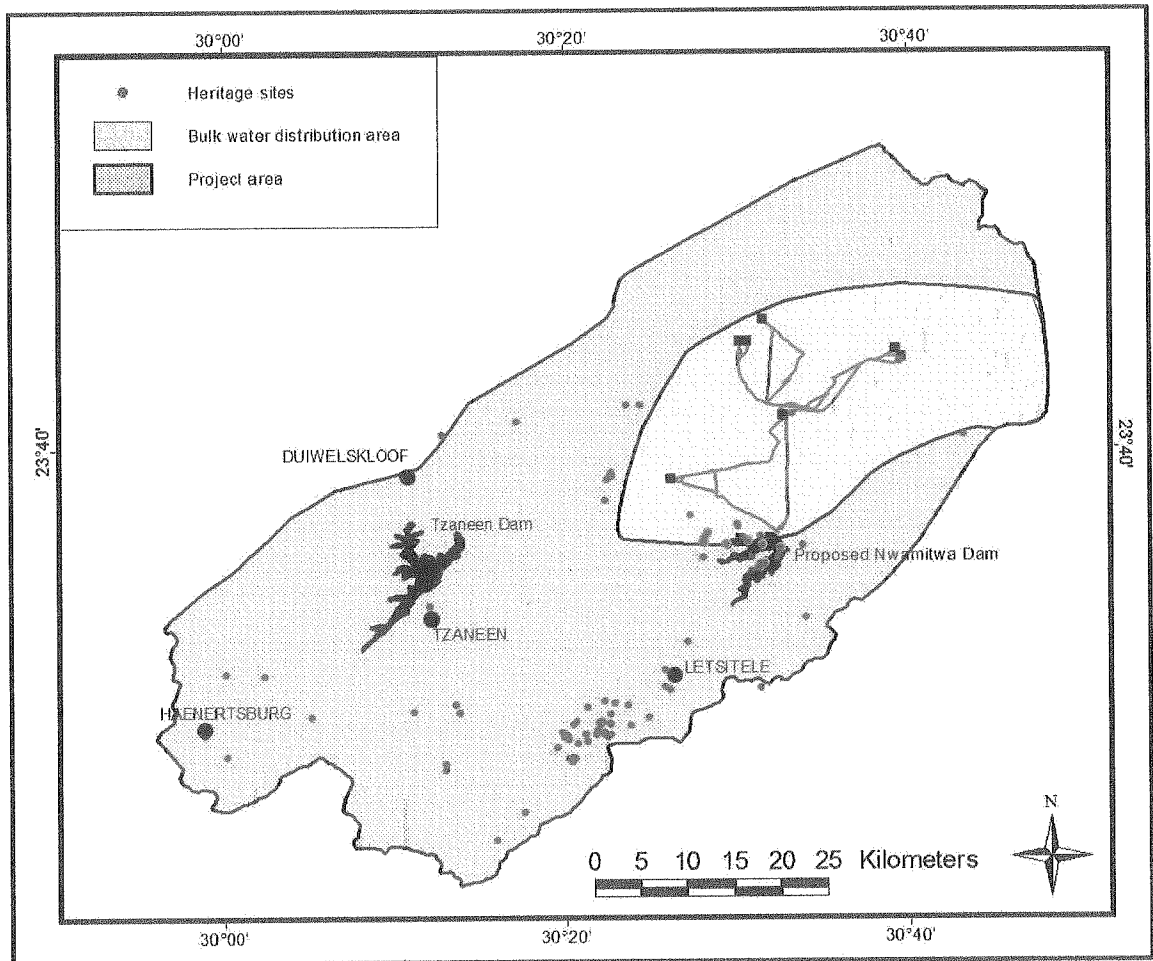 30°00'
30°20'
30°40'
Heritage sites
Bulk water distribution area
Project area
23°40'
23°40'
DUIWELSKLOOF
Tzaneen Dam
Proposed Nwamitwa Dam
TZANEEN
LETSITELE
HAENERTSBURG
N
0 5 10 15 20 25 Kilometers
30°00'
30°20'
30°40'